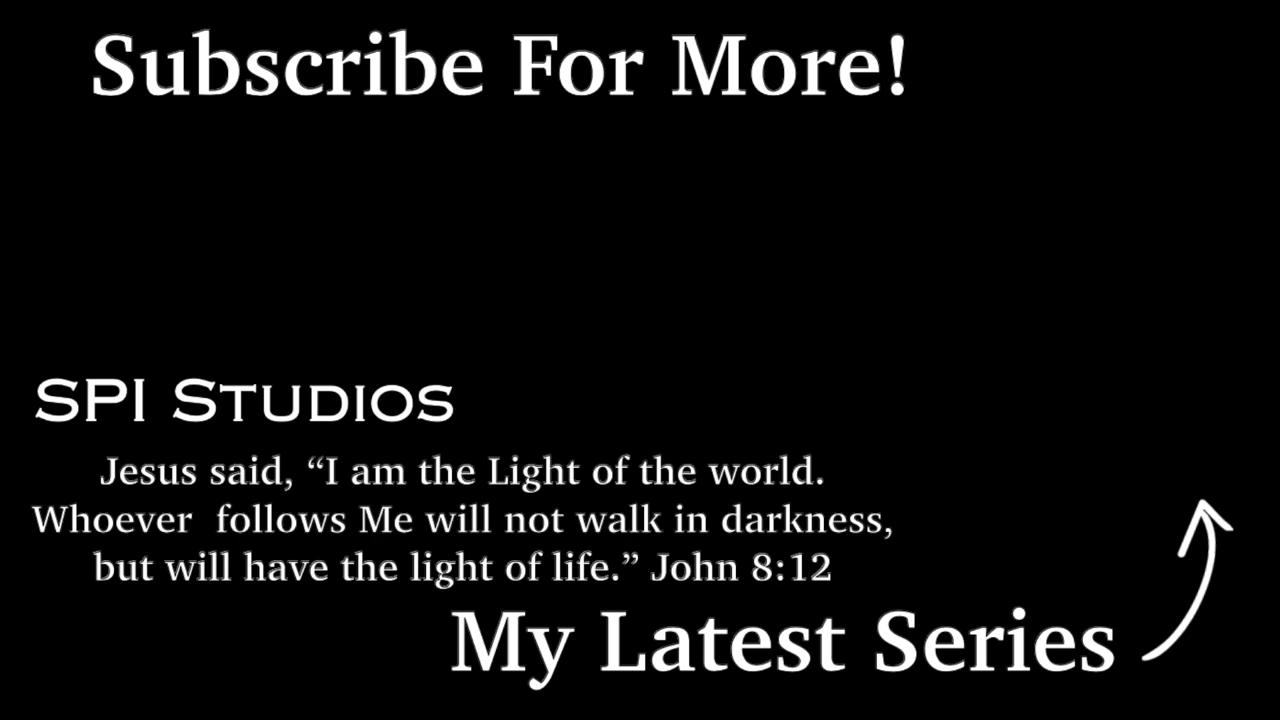 Subscribe For More!
SPI Studios
Jesus said, “I am the Light of the world.
Whoever  follows Me will not walk in darkness,
but will have the light of life.” John 8:12
My Latest Series